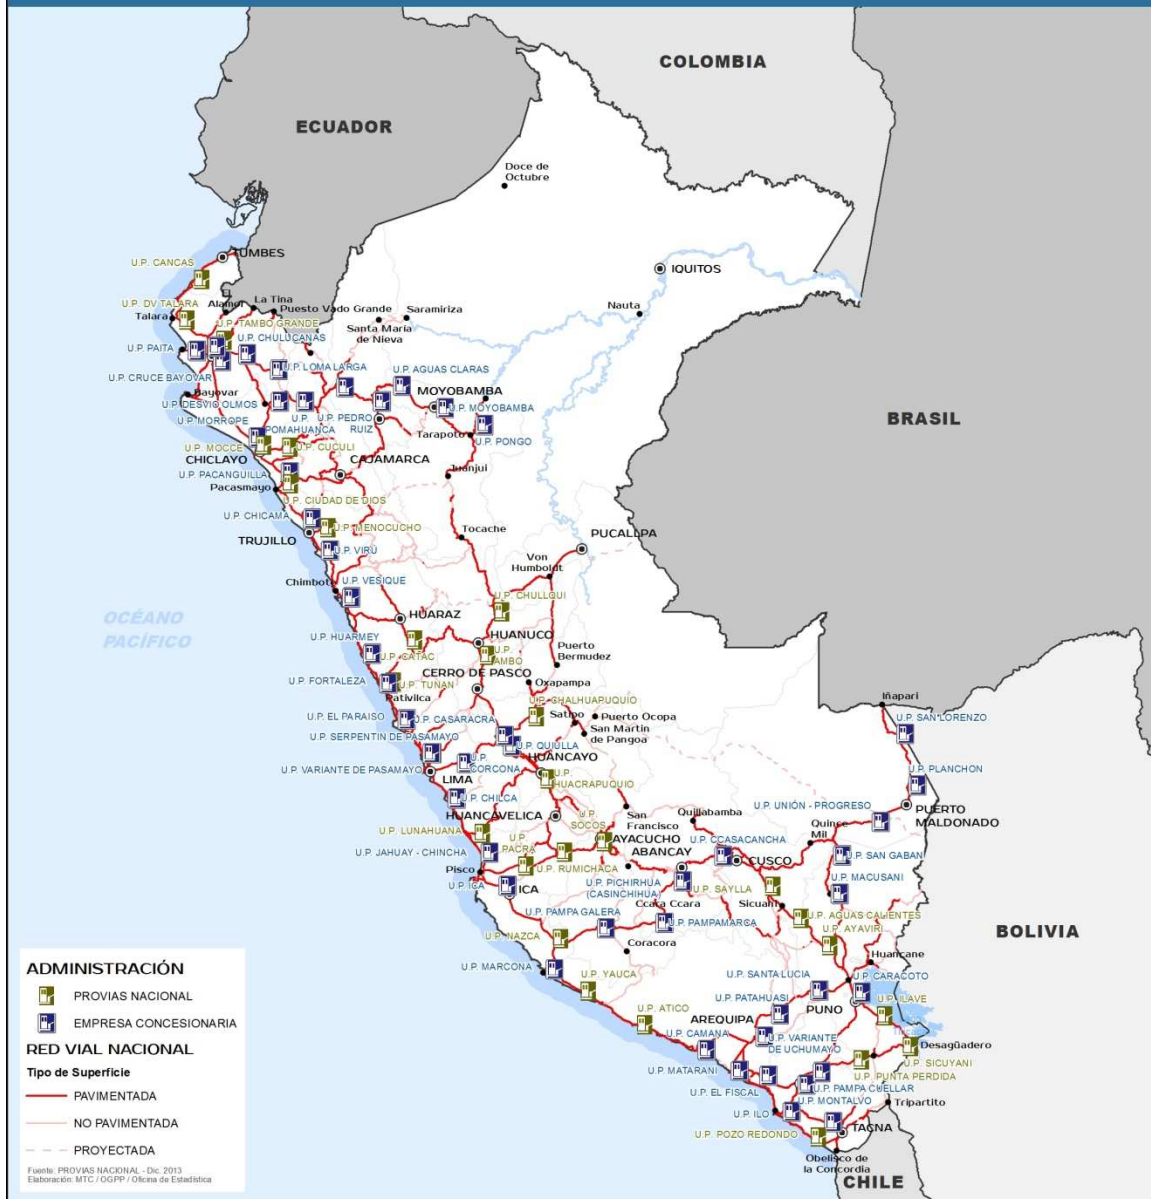 COLOMBIA
ECUADOR
Doce de
Octubre
TUMBES
U.P. CANCAS
IQUITOS
El
Alamor
La Tina
U.P. DV TALARA
Puesto Vado Grande
Saramiriza
Nauta
Talara
U.P. TAMBO GRANDE
Santa Maria
de Nieva
U.P. CHULUCANAS
U.P. PAITA
U.P. LOMA LARGA
U.P. AGUAS CLARAS
U.P. CRUCE BAYOVAR
Bayovar
MOYOBAMBA
U.P. DESVIO OLMOS
U.P. MOYOBAMBA
BRASIL
U.P. MORROPE
U.P.
POMAHUANCA
U.P. PEDRO
RUIZ
Tarapoto
U.P. PONGO
U.P. MOCCE
U.P. CUCULI
CHICLAYO
CAJAMARCA
Juanjui
U.P. PACANGUILLA
Pacasmayo
U.P. CIUDAD DE DIOS
U.P. CHICAMA
U.P. MENOCUCHO
TRUJILLO
Tocache
PUCALLPA
U.P. VIRÚ
Von
Humboldt
Chimbote
U.P. VESIQUE
U.P. CHULLQUI
OCÉANO
PACÍFICO
HUARAZ
U.P. HUARMEY
HUANUCO
U.P. CATAC
U.P.
AMBO
Puerto
Bermudez
CERRO DE PASCO
U.P. FORTALEZA
U.P. TUNAN
Oxapampa
Pativilca
U.P. CHALHUAPUQUIO
Iñapari
U.P. EL PARAISO
U.P. CASARACRA
Satipo
Puerto Ocopa
U.P. SAN LORENZO
San Martin
de Pangoa
U.P. SERPENTIN DE PASAMAYO
U.P. QUIULLA
HUANCAYO
U.P. VARIANTE DE PASAMAYO
U.P.
CORCONA
LIMA
U.P.
HUACRAPUQUIO
U.P. PLANCHON
U.P. CHILCA
U.P. UNIÓN - PROGRESO
PUERTO
MALDONADO
HUANCAVELICA
U.P.
SOCOS
San
Francisco
Quillabamba
Quince
Mil
U.P. LUNAHUANA
U.P.
PACRA
AYACUCHO
ABANCAY
U.P. CCASACANCHA
CUSCO
U.P. JAHUAY - CHINCHA
U.P. SAN GABAN
Pisco
U.P. RUMICHACA
U.P. ICA
ICA
U.P. PICHIRHUA
(CASINCHIHUA)
U.P. SAYLLA
U.P. MACUSANI
Ccata Ccara
Sicuani
U.P. PAMPA GALERA
U.P. PAMPAMARCA
U.P. AGUAS CALIENTES
U.P. NAZCA
U.P. AYAVIRI
BOLIVIA
Coracora
Huancane
U.P. MARCONA
U.P. YAUCA
U.P. SANTA LUCIA
U.P. CARACOTO
U.P. PATAHUASI
PUNO
U.P. ILAVE
U.P. ATICO
AREQUIPA
U.P. CAMANA
U.P. VARIANTE
DE UCHUMAYO
Desagüadero
U.P. SICUYANI
U.P. MATARANI
U.P. PUNTA PERDIDA
U.P. EL FISCAL
U.P. PAMPA CUELLAR
U.P. MONTALVO
Tripartito
U.P. ILO
TACNA
U.P. POZO REDONDO
Obelisco de
la Concordia
CHILE
ADMINISTRACIÓN
PROVIAS NACIONAL
EMPRESA CONCESIONARIA
RED VIAL NACIONAL
Tipo de Superficie
PAVIMENTADA
NO PAVIMENTADA
PROYECTADA
Fuente: PROVIAS NACIONAL - Dic. 2013
Elaboración: MTC / OGPP / Oficina de Estadística